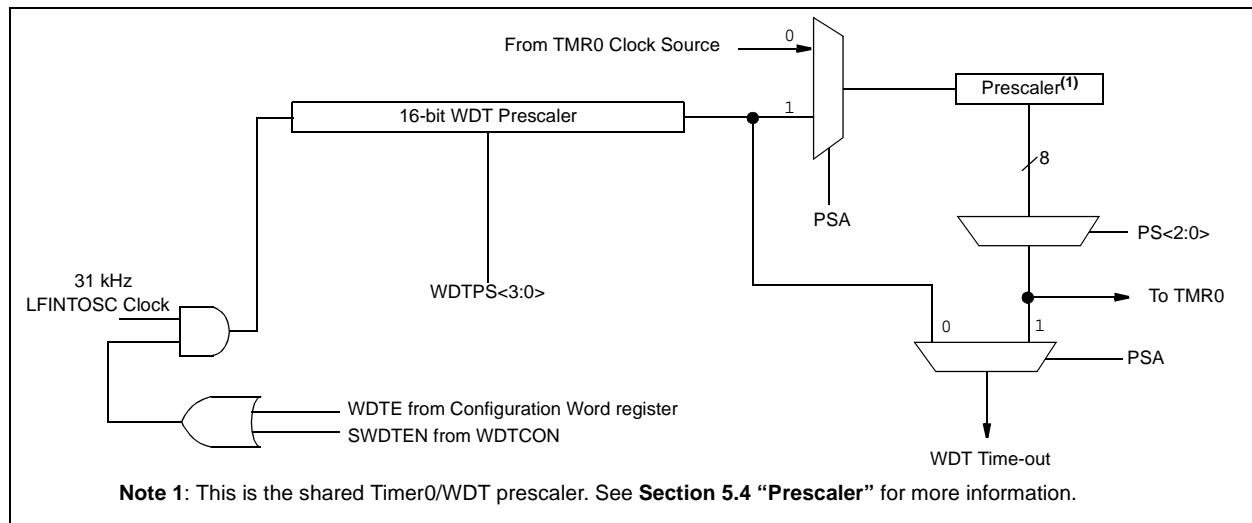 0
From TMR0 Clock Source
Prescaler(1)
1
16-bit WDT Prescaler
8
PSA
PS<2:0>
31 kHz
LFINTOSC Clock
WDTPS<3:0>
To TMR0
0
1
PSA
WDTE from Configuration Word register
SWDTEN from WDTCON
WDT Time-out
Note 1: This is the shared Timer0/WDT prescaler. See Section 5.4 “Prescaler” for more information.